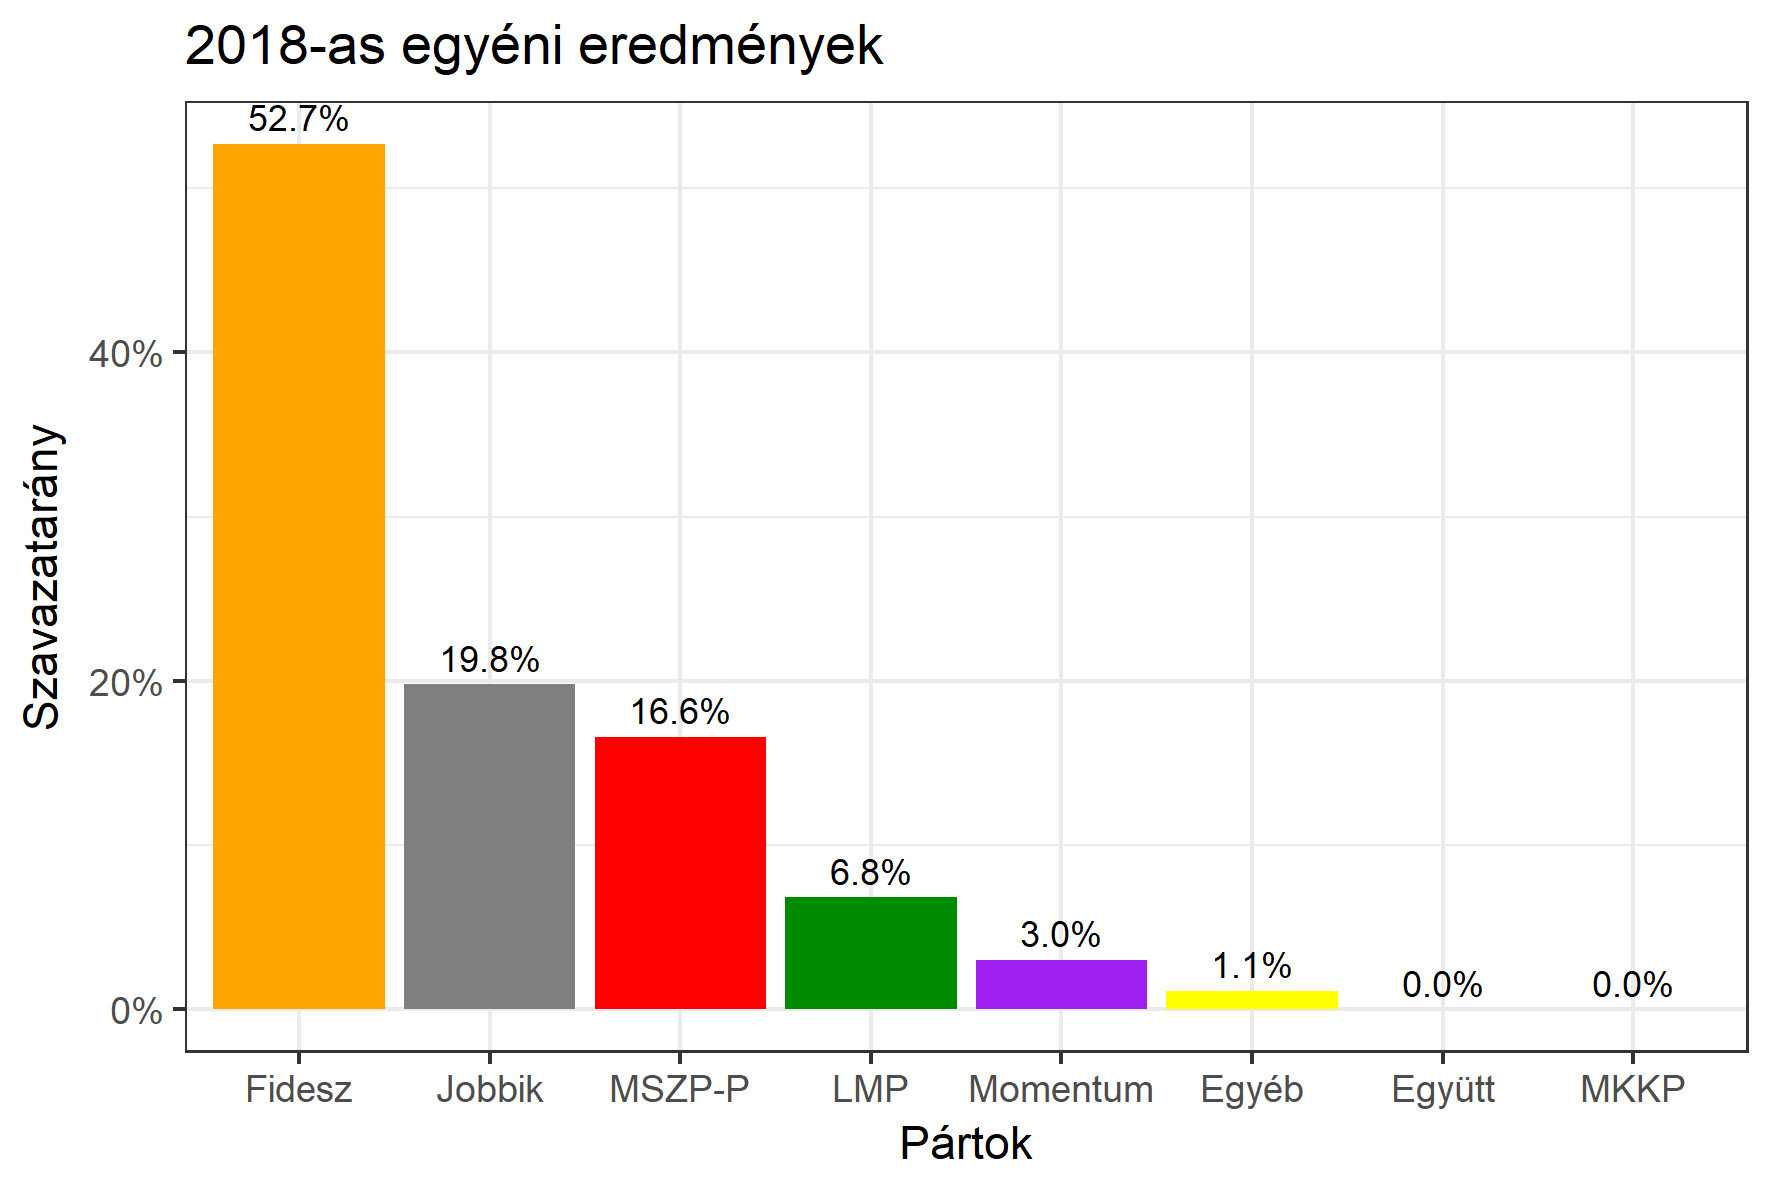 2018-as egyéni eredmények
52.7%
19.8%
16.6%
6.8%
3.0%
1.1%
0.0%
0.0%
40%
20%
0%
Szavazatarány
Fidesz
Jobbik
MSZP-P
LMP
Momentum
Egyéb
Együtt
MKKP
Pártok